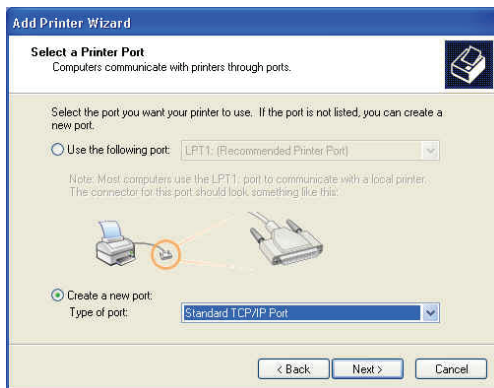 Add Printer Wizard
Select a Printer Port
Computers communicate with printers through ports.
Select the port you want your printer to use. If the port is not listed, you can create a
new port.
Use the following port: LPT1: (Recommended Printer Port)
Note: Most computers use the LPT1: port to communicate with a local printer.
The connector for this port should look something like this:
Create a new port:
Type of port: Standard TCP/IP Port
< Back Next > Cancel